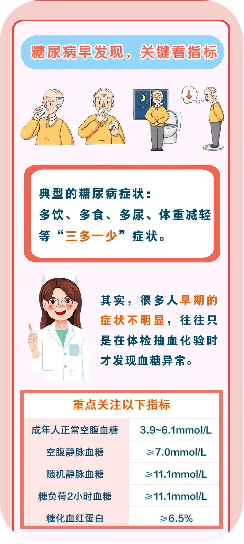 糖尿病早发现，关键看指标
典型的糖尿病症状：
多饮、多食、多尿、体重减轻
等“三多一少”症状。
其实，很多人早期的
症状不明显，往往只
是在体检抽血化验时
才发现血糖异常。
重点关注以下指标
成年人正常空腹血糖 3.9~6.1mmol/L
空腹静脉血糖 ≥7.0mmol/L
随机静脉血糖 ≥11.1mmol/L
糖负荷2小时血糖 ≥11.1mmol/L
糖化血红蛋白 ≥6.5%